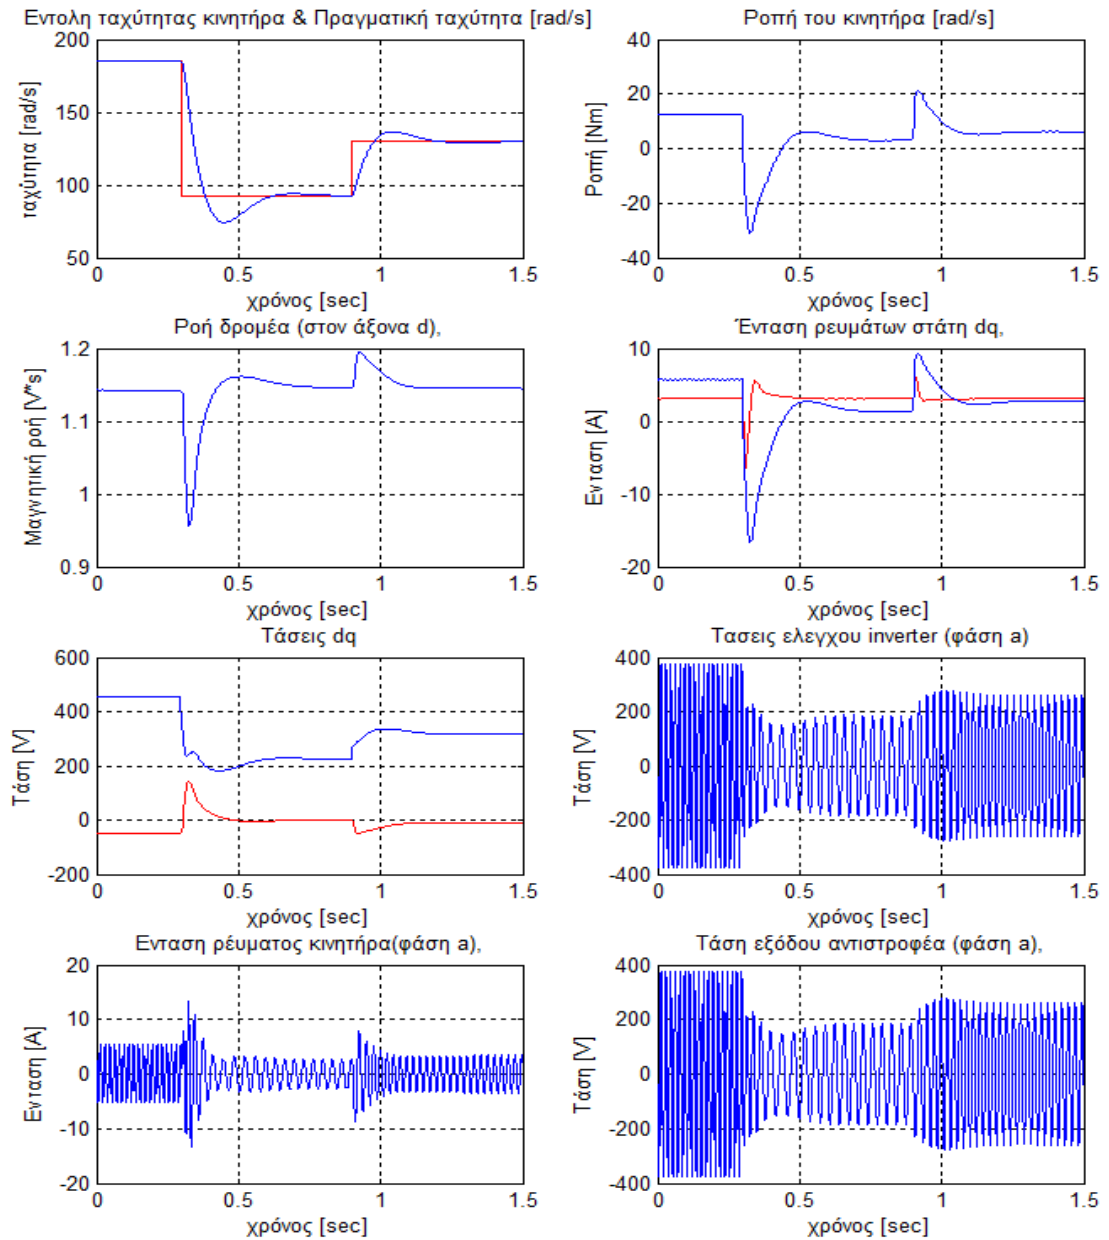 Εντολη ταχύτητας κινητήρα & Πραγματική ταχύτητα [rad/s]
200
150
100
50
ταχύτητα [rad/s]
0 0.5 1 1.5
χρόνος [sec]
Ροπή του κινητήρα [rad/s]
40
20
0
-20
-40
Ροπή [Nm]
0 0.5 1 1.5
χρόνος [sec]
Ροή δρομέα (στον άξονα d),
1.2
1.1
1
0.9
Μαγνητική ροή [V*s]
0 0.5 1 1.5
χρόνος [sec]
Ένταση ρευμάτων στάτη dq,
10
0
-10
-20
Ενταση [A]
0 0.5 1 1.5
χρόνος [sec]
Τάσεις dq
600
400
200
0
-200
Τάση [V]
0 0.5 1 1.5
χρόνος [sec]
Τασεις ελεγχου inverter (φάση a)
400
200
0
-200
-400
Τάση [V]
0 0.5 1 1.5
χρόνος [sec]
Ενταση ρέυματος κινητήρα(φάση a),
20
10
0
-10
-20
Ενταση [A]
0 0.5 1 1.5
χρόνος [sec]
Τάση εξόδου αντιστροφέα (φάση a),
400
200
0
-200
-400
Τάση [V]
0 0.5 1 1.5
χρόνος [sec]